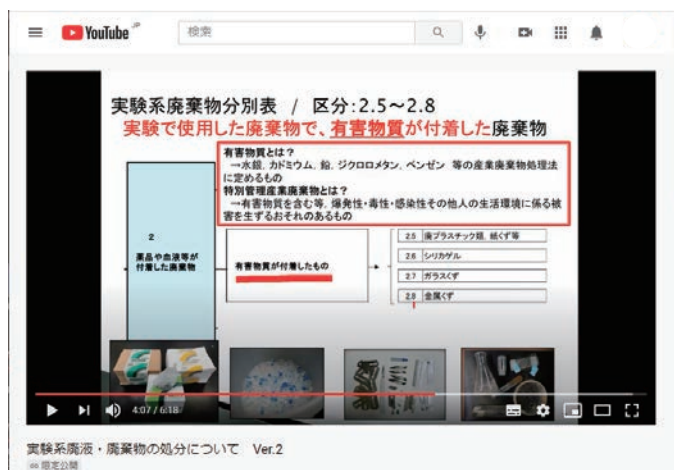 YouTube JP
検索
実験系廃棄物分別表 / 区分:2.5~2.8
実験で使用した廃棄物で、有害物質が付着した廃棄物
有害物質とは?
→水銀、カドミウム、鉛、ジクロロメタン、ベンゼン 等の産業廃棄物処理法
に定めるもの
特別管理産業廃棄物とは?
→有害物質を含む等、爆発性・毒性・感染性その他人の生活環境に係る被
害を生ずるおそれのあるもの
2
薬品や血液等が
付着した廃棄物
有害物質が付着したもの
2.5 廃プラスチック類、紙くず等
2.6 シリカゲル
2.7 ガラスくず
2.8 金属くず
4:07 / 6:18
実験系廃液・廃棄物の処分について Ver.2
限定公開